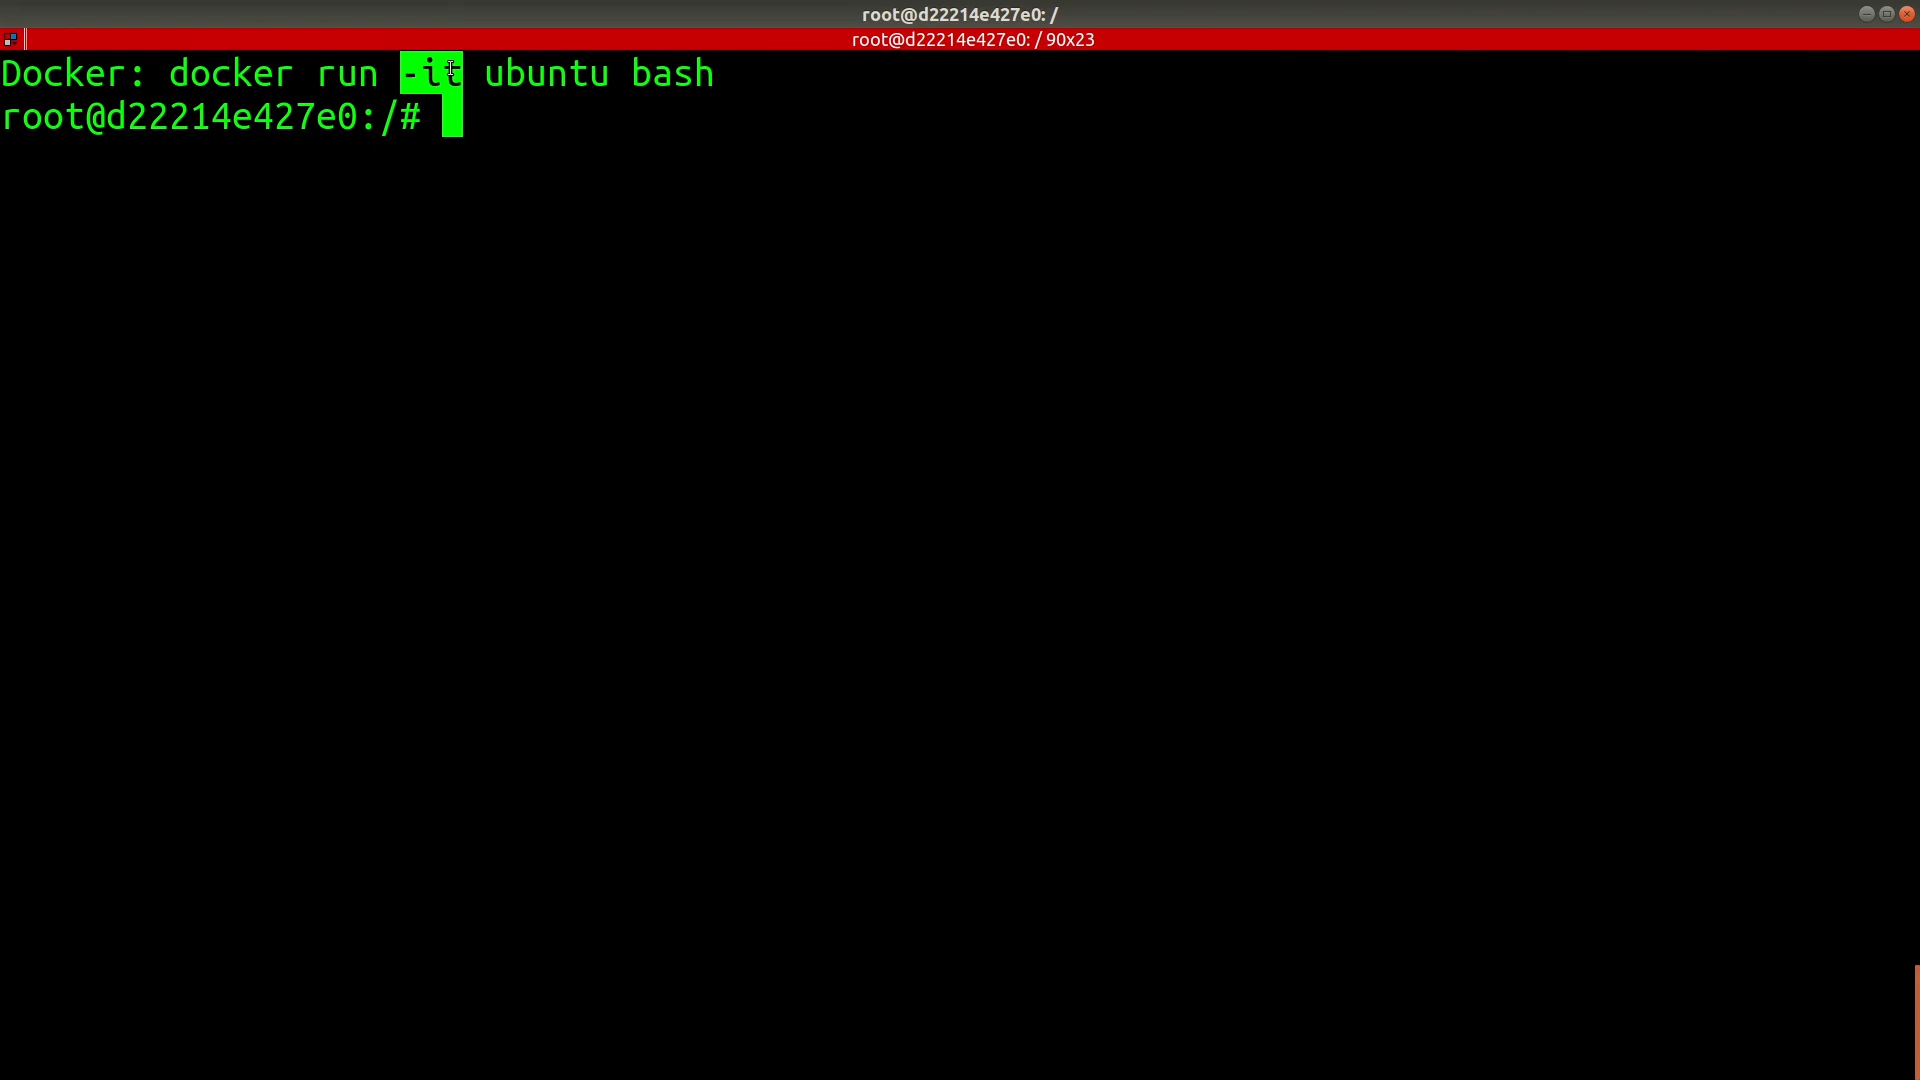 root@d22214e427e0: /
root@d22214e427e0: / 90x23
Docker: docker run -it ubuntu bash
root@d22214e427e0:/#